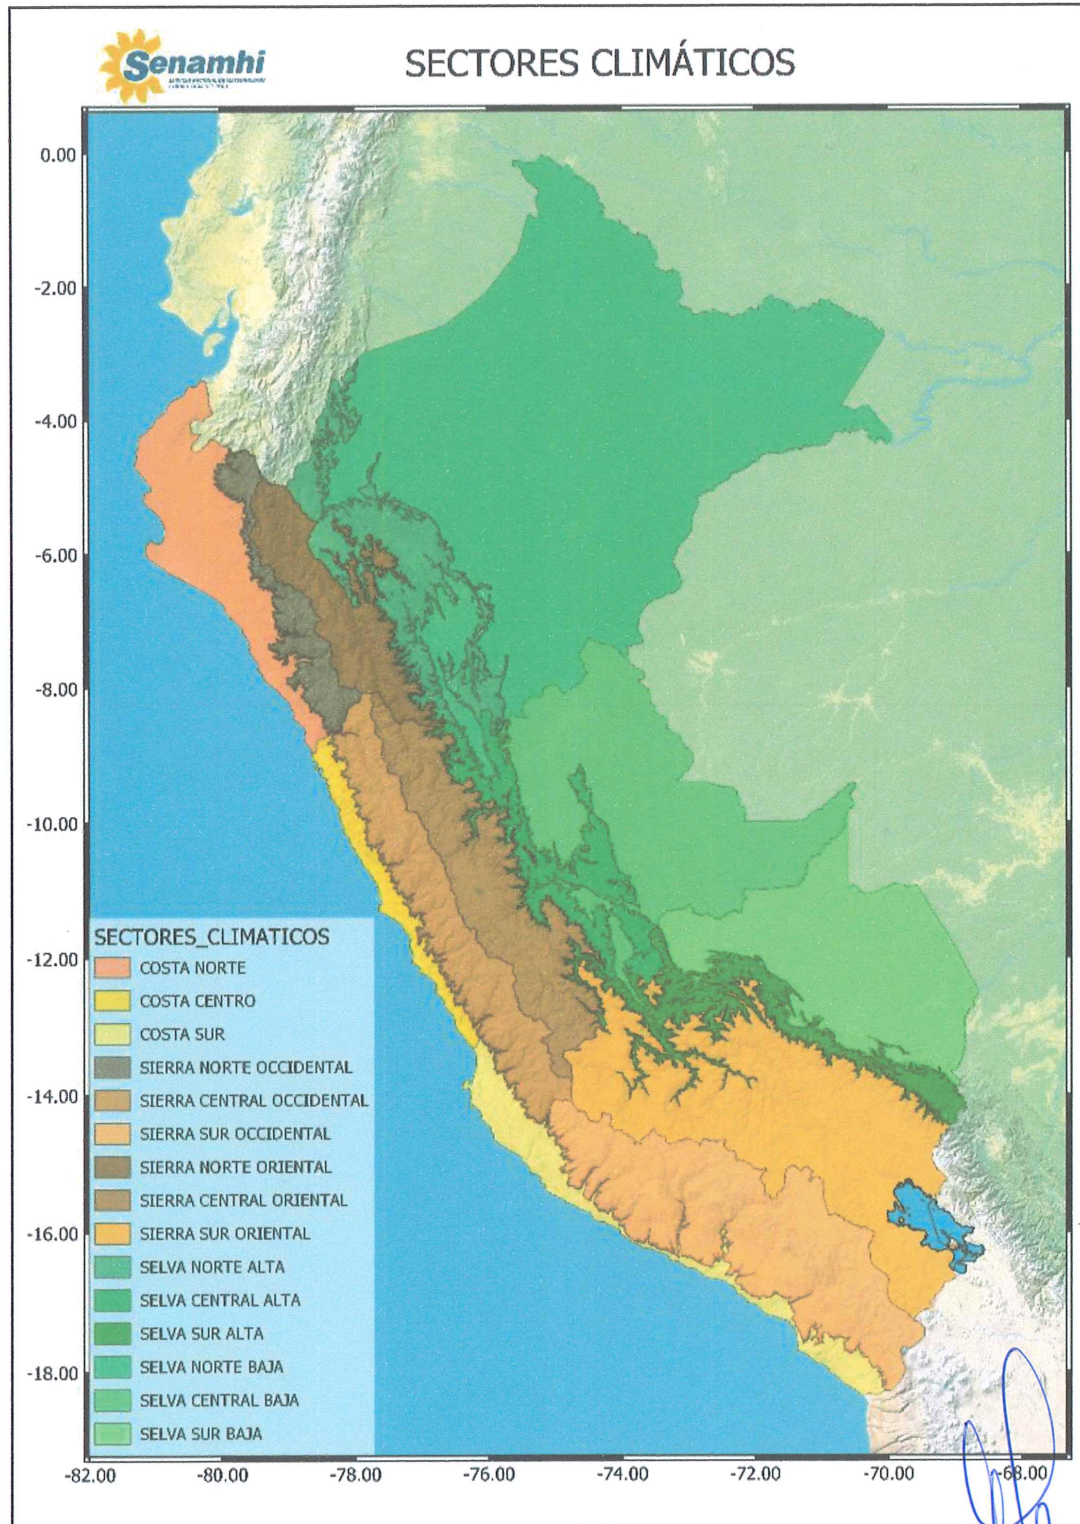 Senamhi
SECTORES CLIMÁTICOS
0.00
-2.00
-4.00
-6.00
-8.00
-10.00
-12.00
-14.00
-16.00
-18.00
SECTORES_CLIMATICOS
COSTA NORTE
COSTA CENTRO
COSTA SUR
SIERRA NORTE OCCIDENTAL
SIERRA CENTRAL OCCIDENTAL
SIERRA SUR OCCIDENTAL
SIERRA NORTE ORIENTAL
SIERRA CENTRAL ORIENTAL
SIERRA SUR ORIENTAL
SELVA NORTE ALTA
SELVA CENTRAL ALTA
SELVA SUR ALTA
SELVA NORTE BAJA
SELVA CENTRAL BAJA
SELVA SUR BAJA
-82.00 -80.00 -78.00 -76.00 -74.00 -72.00 -70.00 -68.00